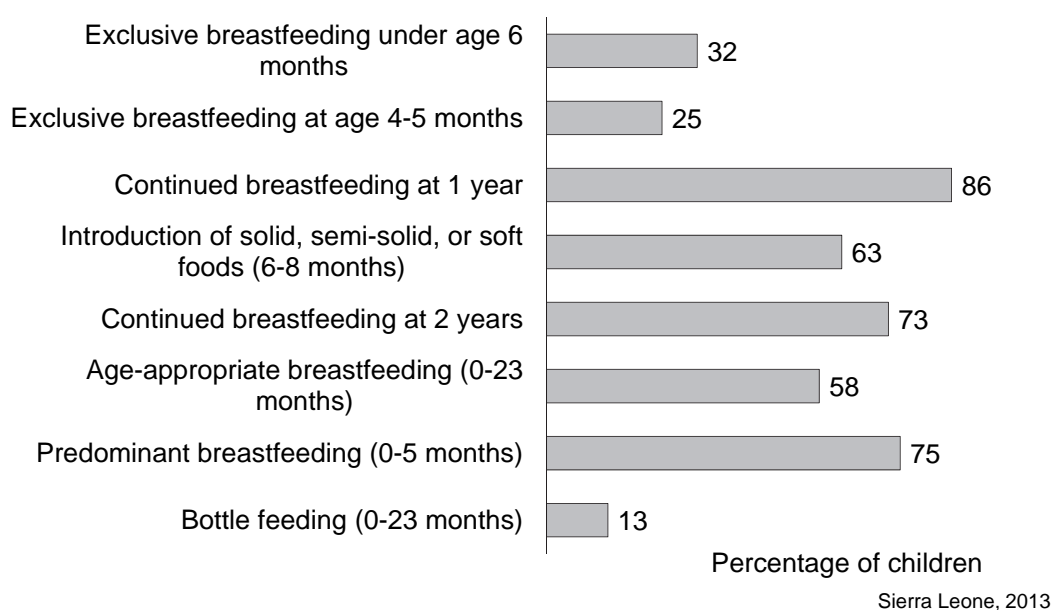 Exclusive breastfeeding under age 6
months
32
Exclusive breastfeeding at age 4-5 months
25
Continued breastfeeding at 1 year
86
Introduction of solid, semi-solid, or soft
foods (6-8 months)
63
Continued breastfeeding at 2 years
73
Age-appropriate breastfeeding (0-23
months)
58
Predominant breastfeeding (0-5 months)
75
Bottle feeding (0-23 months)
13
Percentage of children
Sierra Leone, 2013